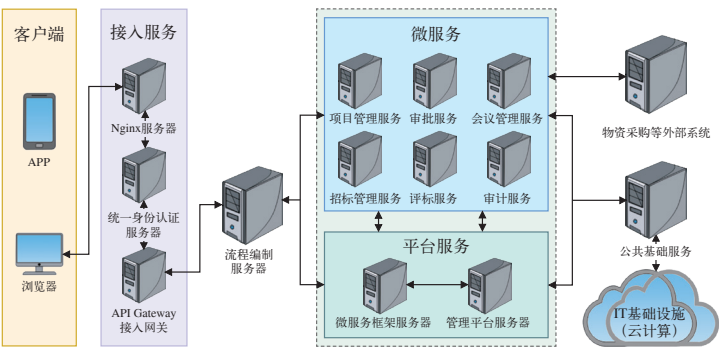 客户端
APP
浏览器
接入服务
Nginx服务器
统一身份认证
服务器
API Gateway
接入网关
流程编制
服务器
微服务
项目管理服务
审批服务
会议管理服务
招标管理服务
评标服务
审计服务
平台服务
微服务框架服务器
管理平台服务器
物资采购等外部系统
公共基础服务
IT基础设施
（云计算）